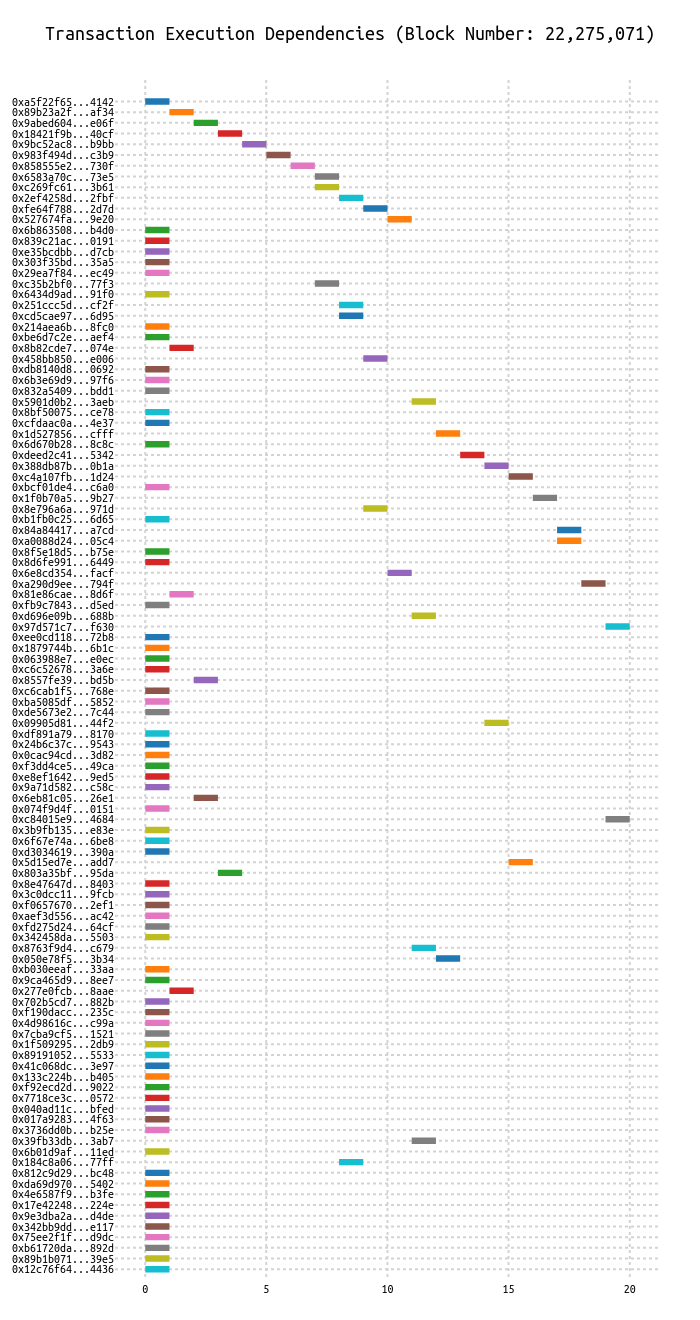 Transaction Execution Dependencies (Block Number: 22,275,071)
0xa5f22f65...4142
0x89b23a2f...af34
0x9abed604...e06f
0x18421f9b...40cf
0x9bc52ac8...b9bb
0x983f494d...c3b9
0x858555e2...730f
0x6583a70c...73e5
0xc269fc61...3b61
0x2ef4258d...2fbf
0xfe64f788...2d7d
0x527674fa...9e20
0x6b863508...b4d0
0x839c21ac...0191
0xe35bcdbb...d7cb
0x303f35bd...35a5
0x29ea7f84...ec49
0xc35b2bf0...77f3
0x6434d9ad...91f0
0x251ccc5d...cf2f
0xcd5cae97...6d95
0x214aea6b...8fc0
0xbe6d7c2e...aef4
0x8b82cde7...074e
0x458bb850...e006
0xdb8140d8...0692
0x6b3e69d9...97f6
0x832a5409...bdd1
0x5901d0b2...3aeb
0x8bf50075...ce78
0xcfdaac0a...4e37
0x1d527856...cfff
0x6d670b28...8c8c
0xdeed2c41...5342
0x388db87b...0b1a
0xc4a107fb...1d24
0xbcf01de4...c6a0
0x1f0b70a5...9b27
0x8e796a6a...971d
0xb1fb0c25...6d65
0x84a84417...a7cd
0xa0088d24...05c4
0x8f5e18d5...b75e
0x8d6fe991...6449
0x6e8cd354...facf
0xa290d9ee...794f
0x81e86cae...8d6f
0xfb9c7843...d5ed
0xd696e09b...688b
0x97d571c7...f630
0xee0cd118...72b8
0x1879744b...6b1c
0x063988e7...e0ec
0xc6c52678...3a6e
0x8557fe39...bd5b
0xc6cab1f5...768e
0xba5085df...5852
0xde5673e2...7c44
0x09905d81...44f2
0xdf891a79...8170
0x24b6c37c...9543
0x0cac94cd...3d82
0xf3dd4ce5...49ca
0xe8ef1642...9ed5
0x9a71d582...c58c
0x6eb81c05...26e1
0x074f9d4f...0151
0xc84015e9...4684
0x3b9fb135...e83e
0x6f67e74a...6be8
0xd3034619...390a
0x5d15ed7e...add7
0x803a35bf...95da
0x8e47647d...8403
0x3c0dcc11...9fcb
0xf0657670...2ef1
0xaef3d556...ac42
0xfd275d24...64cf
0x342458da...5503
0x8763f9d4...c679
0x050e78f5...3b34
0xb030eeaf...33aa
0x9ca465d9...8ee7
0x277e0fcb...8aae
0x702b5cd7...882b
0xf190dacc...235c
0x4d98616c...c99a
0x7cba9cf5...1521
0x1f509295...2db9
0x89191052...5533
0x41c068dc...3e97
0x133c224b...b405
0xf92ecd2d...9022
0x7718ce3c...0572
0x040ad11c...bfed
0x017a9283...4f63
0x3736dd0b...b25e
0x39fb33db...3ab7
0x6b01d9af...11ed
0x184c8a06...77ff
0x812c9d29...bc48
0xda69d970...5402
0x4e6587f9...b3fe
0x17e42248...224e
0x9e3dba2a...d4de
0x342bb9dd...e117
0x75ee2f1f...d9dc
0xb61720da...892d
0x89b1b071...39e5
0x12c76f64...4436
0 5 10 15 20